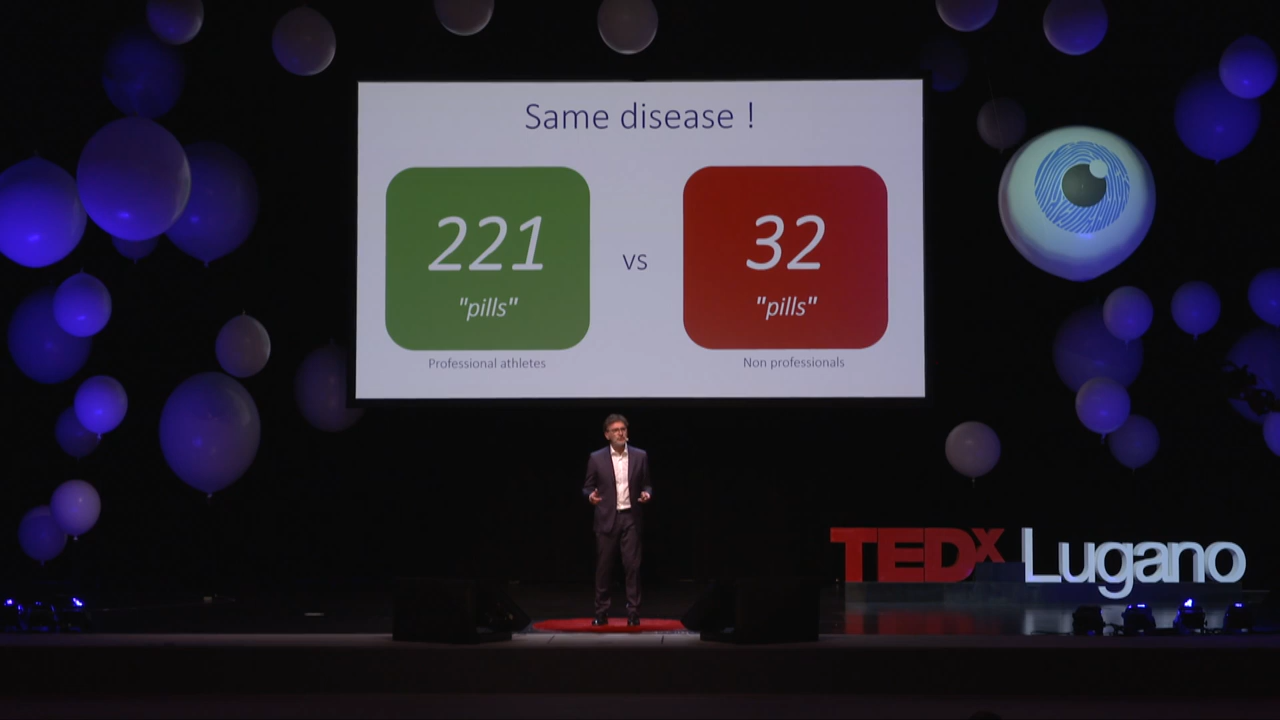 Same disease !
221
"pills"
vs
32
"pills"
Professional athletes
Non professionals
TEDx Lugano